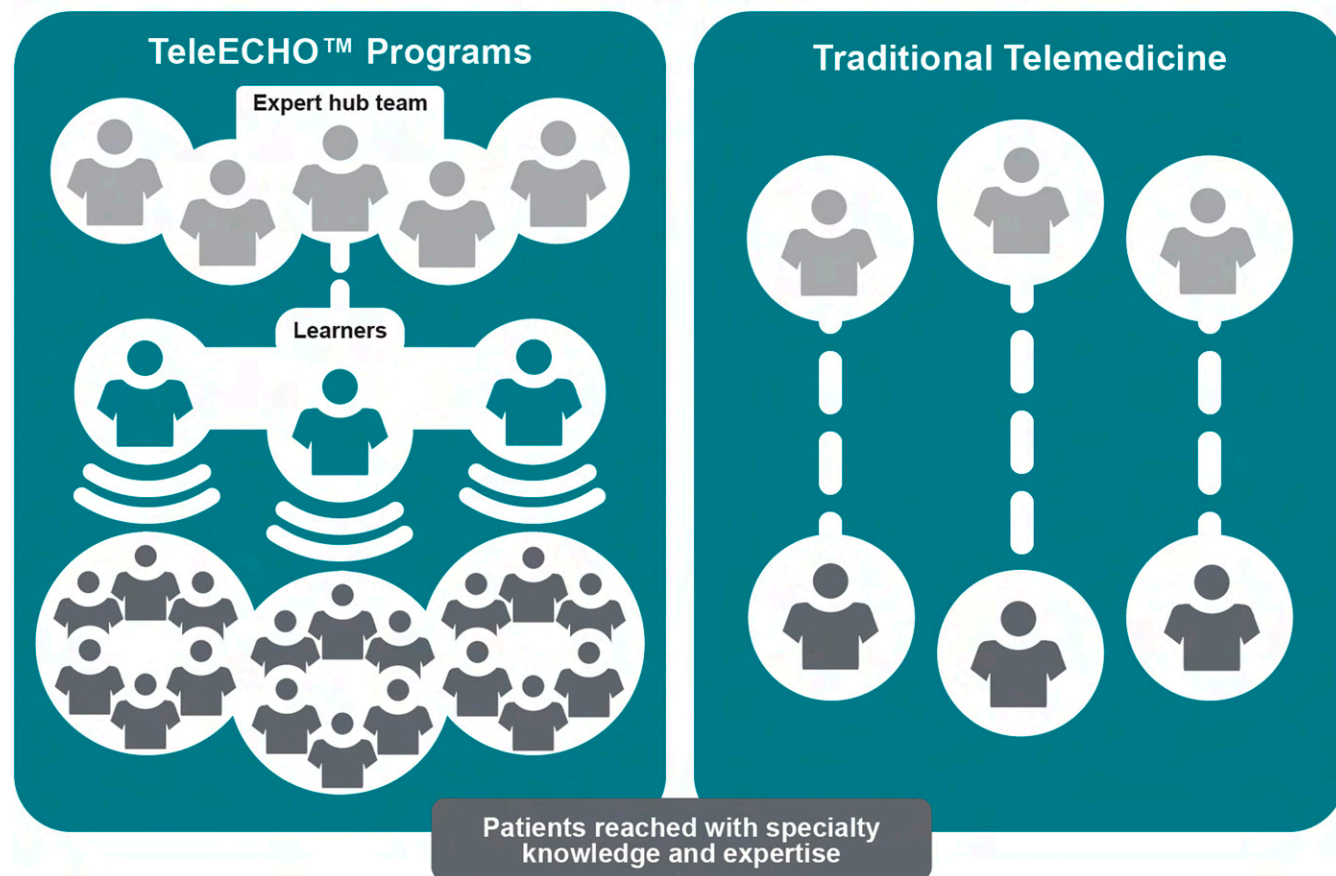 TeleECHO™ Programs
Expert hub team
Learners
Traditional Telemedicine
Patients reached with specialty
knowledge and expertise